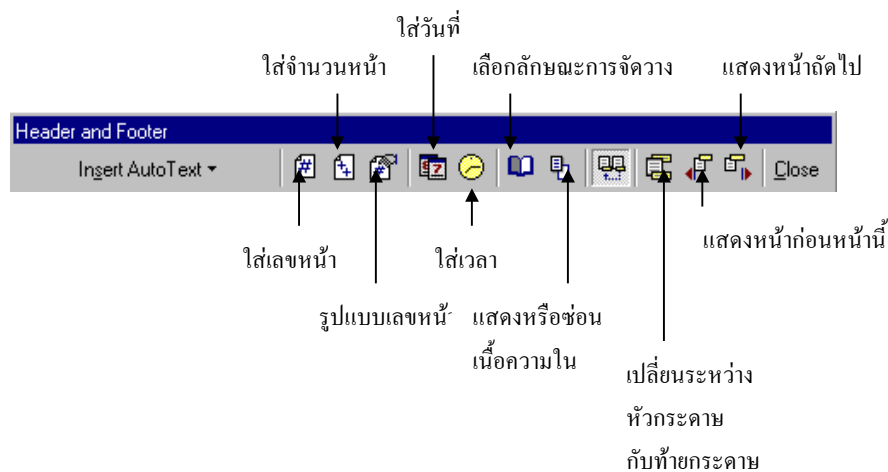 ใส่วันที่
ใส่จำนวนหน้า
เลือกลักษณะการจัดวาง
แสดงหน้าถัดไป
Header and Footer
Insert AutoText
Close
แสดงหน้าก่อนหน้านี้
ใส่เลขหน้า
ใส่เวลา
รูปแบบเลขหน้
แสดงหรือซ่อน
เนื้อความใน
เปลี่ยนระหว่าง
หัวกระดาษ
กับท้ายกระดาษ